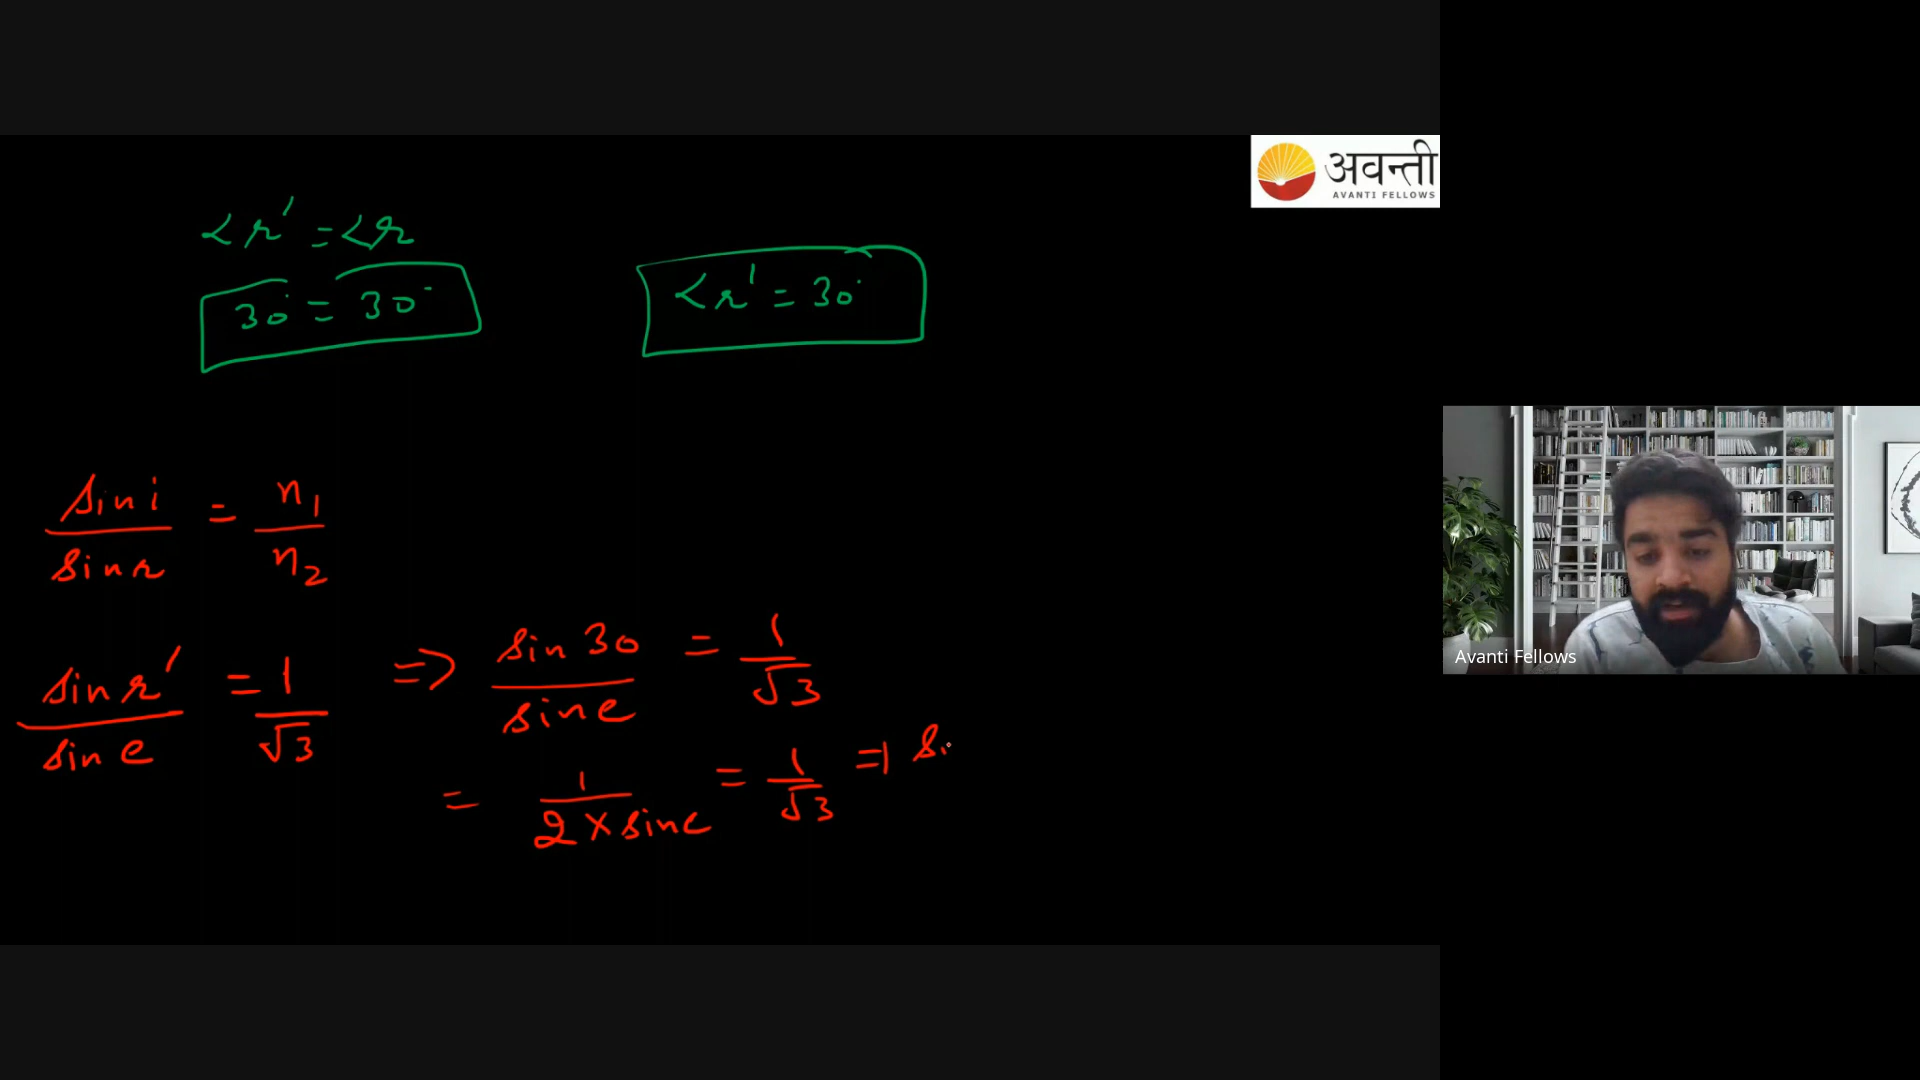 अवन्ती
AVANTI FELLOWS
<r' = <r
30° = 30°
<r' = 30°
sin i / sin r = n1 / n2
sin r' / sin e = 1 / √3 => sin 30 / sin e = 1 / √3
= 1 / 2 × sin e = 1 / √3 => si
Avanti Fellows